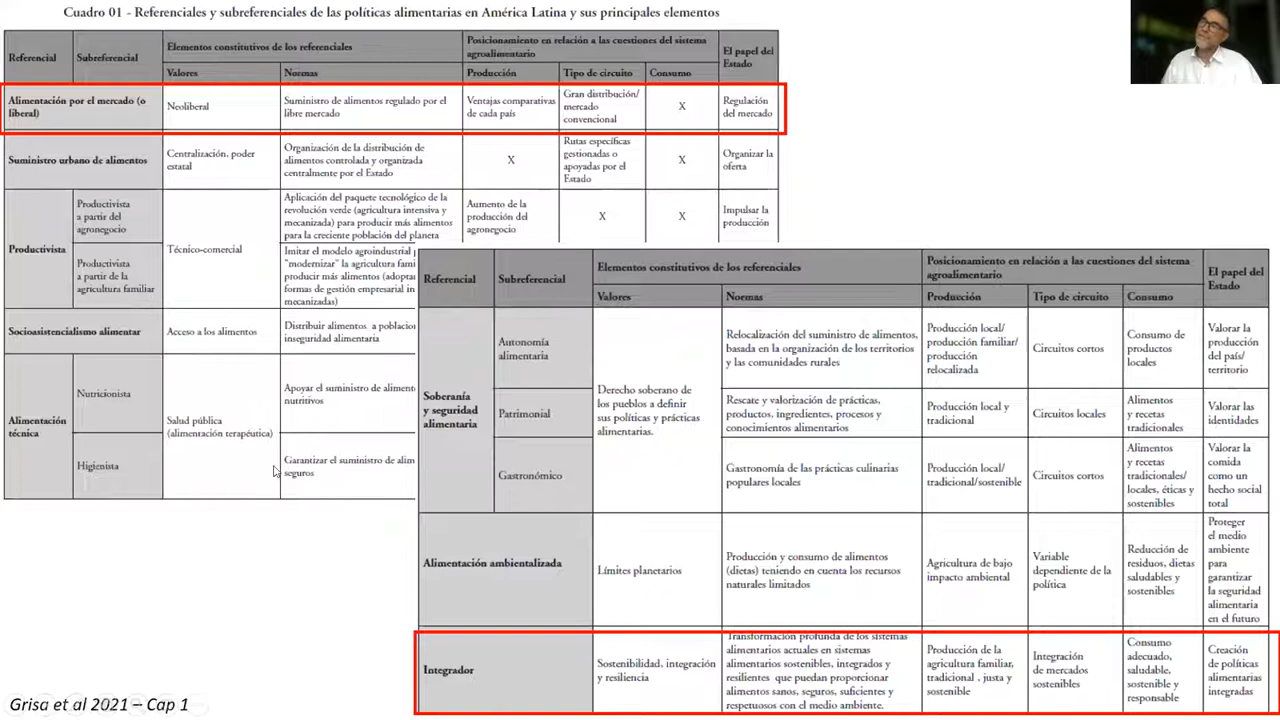 Cuadro 01 - Referenciales y subreferenciales de las políticas alimentarias en América Latina y sus principales elementos
Referencial
Subreferencial
Elementos constitutivos de los referenciales
Posicionamiento en relación a las cuestiones del sistema
agroalimentario
El papel del
Estado
Valores
Normas
Producción
Tipo de circuito
Consumo
Alimentación por el mercado (o
liberal)
Neoliberal
Suministro de alimentos regulado por el
libre mercado
Ventajas comparativas
de cada país
Gran distribución/
mercado
convencional
X
Regulación
del mercado
Suministro urbano de alimentos
Centralización, poder
estatal
Organización de la distribución de
alimentos controlada y organizada
centralmente por el Estado
X
Rutas específicas
gestionadas o
apoyadas por el
Estado
X
Organizar la
oferta
Productivista
Productivista
a partir del
agronegocio
Técnico-comercial
Aplicación del paquete tecnológico de la
revolución verde (agricultura intensiva y
mecanizada) para producir más alimentos
para la creciente población del planeta
Aumento de la
producción del
agronegocio
X
X
Impulsar la
producción
Productivista
a partir de la
agricultura familiar
Imitar el modelo agroindustrial
"modernizar" la agricultura fami
producir más alimentos (adopta
formas de gestión empresarial in
mecanizadas)
Socioasistencialismo alimentar
Acceso a los alimentos
Distribuir alimentos a poblacio
inseguridad alimentaria
Alimentación
técnica
Nutricionista
Salud pública
(alimentación terapéutica)
Apoyar el suministro de aliment
nutritivos
Higienista
Garantizar el suministro de alim
seguros
Referencial
Subreferencial
Elementos constitutivos de los referenciales
Posicionamiento en relación a las cuestiones del sistema
agroalimentario
El papel del
Estado
Valores
Normas
Producción
Tipo de circuito
Consumo
Soberanía
y seguridad
alimentaria
Autonomía
alimentaria
Derecho soberano de
los pueblos a definir
sus políticas y prácticas
alimentarias.
Relocalización del suministro de alimentos,
basada en la organización de los territorios
y las comunidades rurales
Producción local/
producción familiar/
producción
relocalizada
Circuitos cortos
Consumo de
productos
locales
Valorar la
producción
del país/
territorio
Patrimonial
Rescate y valorización de prácticas,
productos, ingredientes, procesos y
conocimientos alimentarios
Producción local y
tradicional
Circuitos locales
Alimentos
y recetas
tradicionales
Valorar las
identidades
Gastronómico
Gastronomía de las prácticas culinarias
populares locales
Producción local/
tradicional/sostenible
Circuitos cortos
Alimentos
y recetas
tradicionales/
locales, éticas y
sostenibles
Valorar la
comida
como un
hecho social
total
Alimentación ambientalizada
Límites planetarios
Producción y consumo de alimentos
(dietas) teniendo en cuenta los recursos
naturales limitados
Agricultura de bajo
impacto ambiental
Variable
dependiente de la
política
Reducción de
residuos, dietas
saludables y
sostenibles
Proteger
el medio
ambiente
para
garantizar
la seguridad
alimentaria
en el futuro
Integrador
Sostenibilidad, integración
y resiliencia
Transformación profunda de los sistemas
alimentarios actuales en sistemas
alimentarios sostenibles, integrados y
resilientes que puedan proporcionar
alimentos sanos, seguros, suficientes y
respetuosos con el medio ambiente.
Producción de la
agricultura familiar,
tradicional , justa y
sostenible
Integración
de mercados
sostenibles
Consumo
adecuado,
saludable,
sostenible y
responsable
Creación
de políticas
alimentarias
integradas
Grisa et al 2021 – Cap 1